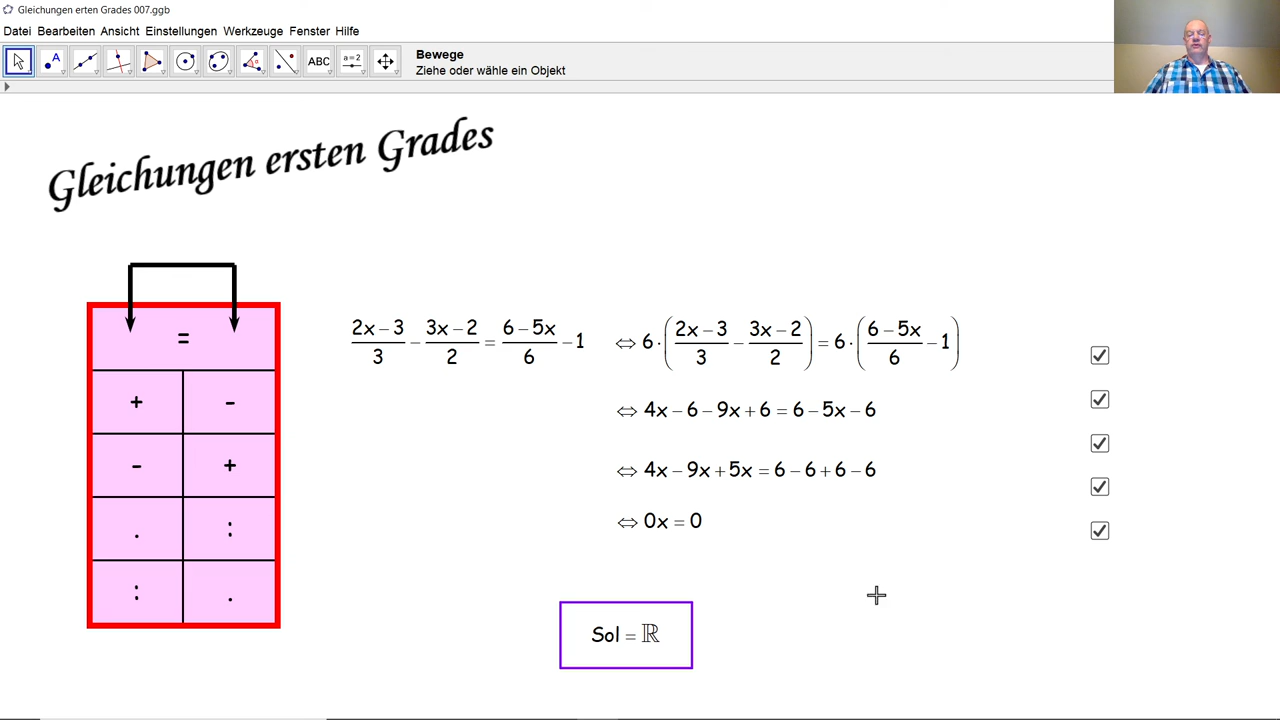 Gleichungen erten Grades 007.ggb
Datei Bearbeiten Ansicht Einstellungen Werkzeuge Fenster Hilfe
A ABC a=2
Bewege
Ziehe oder wähle ein Objekt
Gleichungen ersten Grades
=
+ -
- +
. :
: .
(2x-3)/3 - (3x-2)/2 = (6-5x)/6 - 1 ⇔ 6·((2x-3)/3 - (3x-2)/2) = 6·((6-5x)/6 - 1)
⇔ 4x-6-9x+6=6-5x-6
⇔ 4x-9x+5x=6-6+6-6
⇔ 0x=0
Sol = ℝ